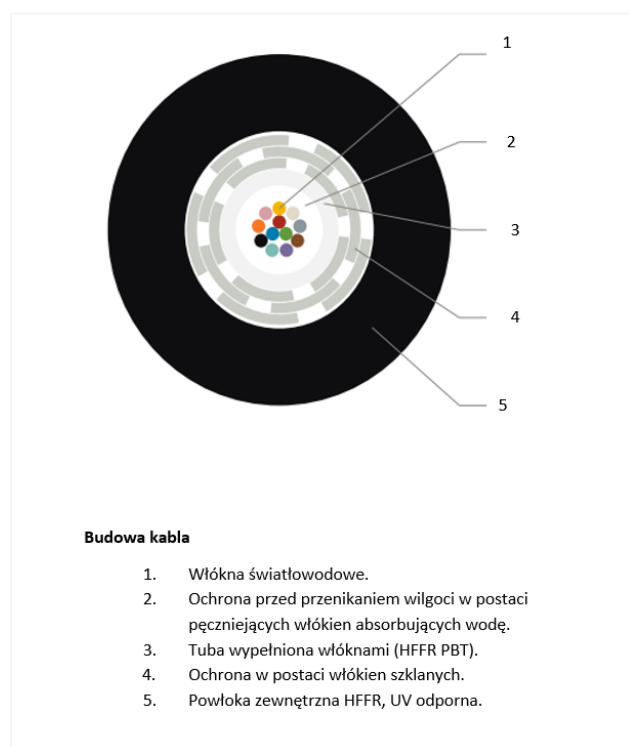 1
2
3
4
5
Budowa kabla
1. Włókna światłowodowe.
2. Ochrona przed przenikaniem wilgoci w postaci
pęczniejących włókien absorbujących wodę.
3. Tuba wypełniona włóknami (HFFR PBT).
4. Ochrona w postaci włókien szklanych.
5. Powłoka zewnętrzna HFFR, UV odporna.